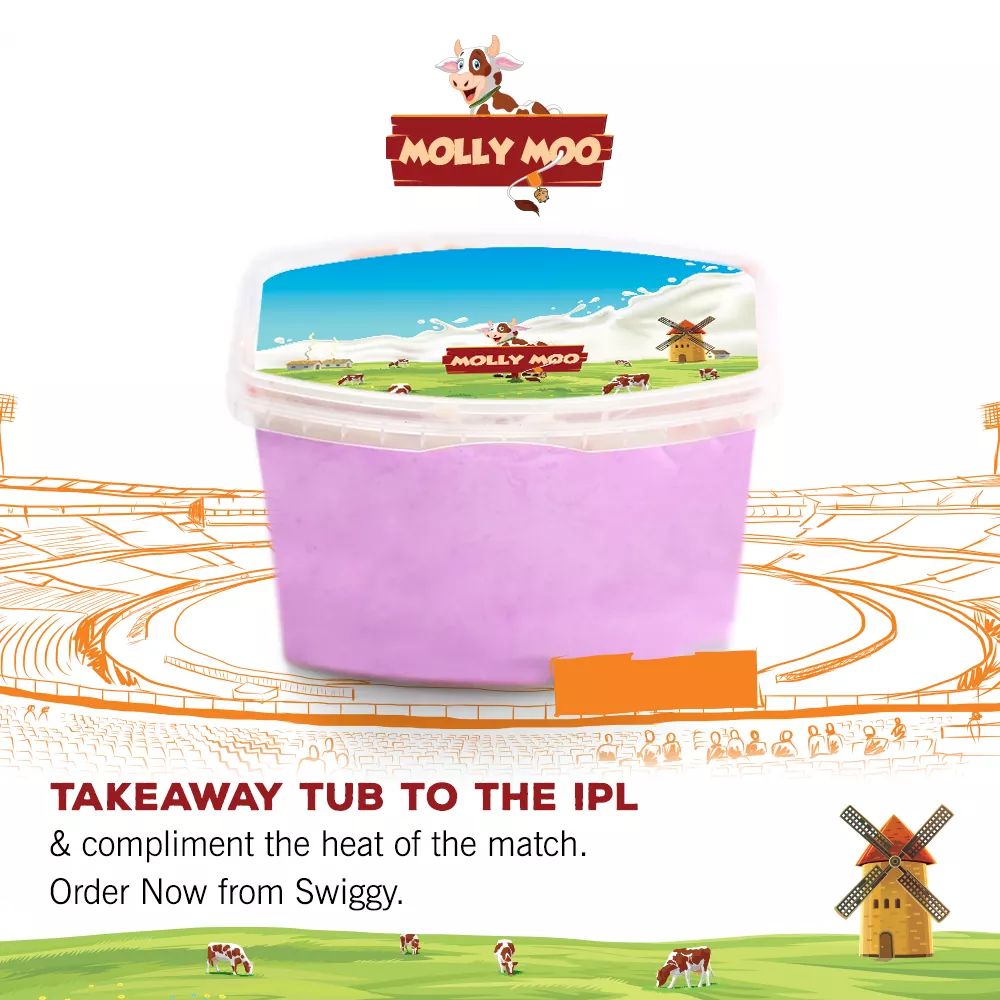 MOLLY MOO
MOLLY MOO
TAKEAWAY TUB TO THE IPL
& compliment the heat of the match.
Order Now from Swiggy.